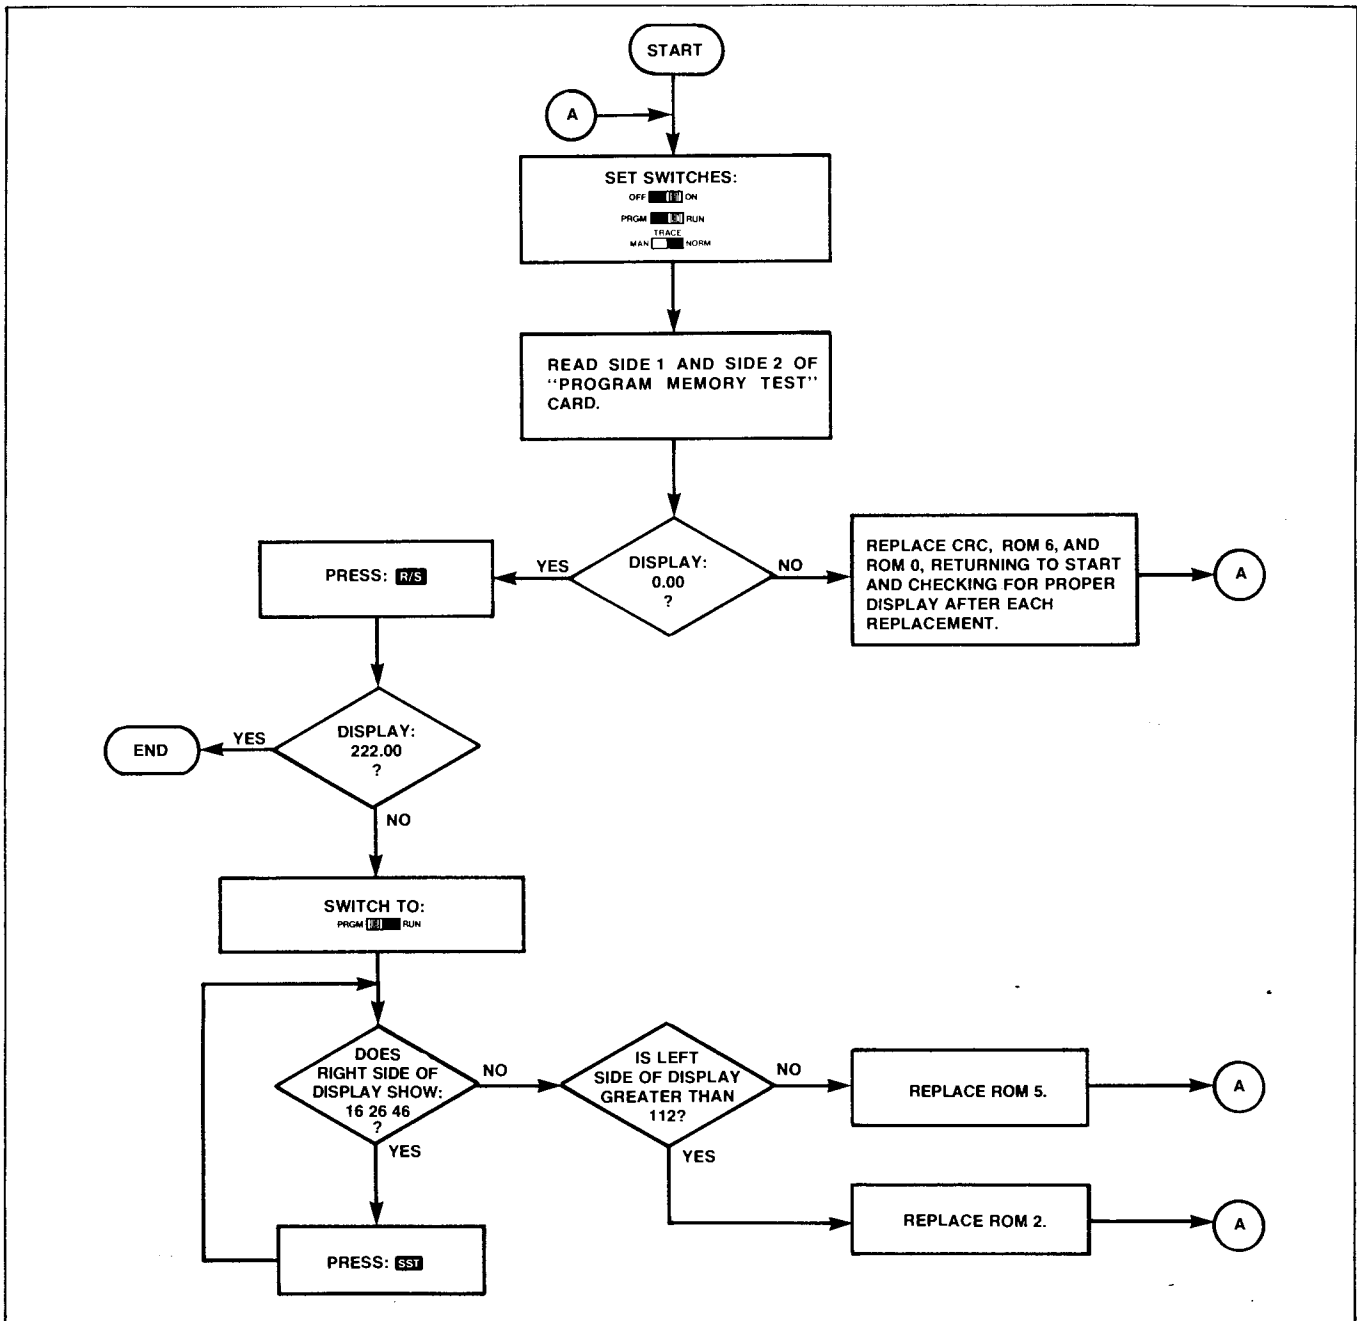 START
A
SET SWITCHES:
OFF ON
PRGM RUN
TRACE
MAN NORM
READ SIDE 1 AND SIDE 2 OF
"PROGRAM MEMORY TEST"
CARD.
DISPLAY:
0.00
?
YES
NO
PRESS: R/S
REPLACE CRC, ROM 6, AND
ROM 0, RETURNING TO START
AND CHECKING FOR PROPER
DISPLAY AFTER EACH
REPLACEMENT.
A
DISPLAY:
222.00
?
YES
END
NO
SWITCH TO:
PRGM RUN
DOES
RIGHT SIDE OF
DISPLAY SHOW:
16 26 46
?
NO
YES
IS LEFT
SIDE OF DISPLAY
GREATER THAN
112?
NO
REPLACE ROM 5.
A
YES
REPLACE ROM 2.
A
PRESS: SST